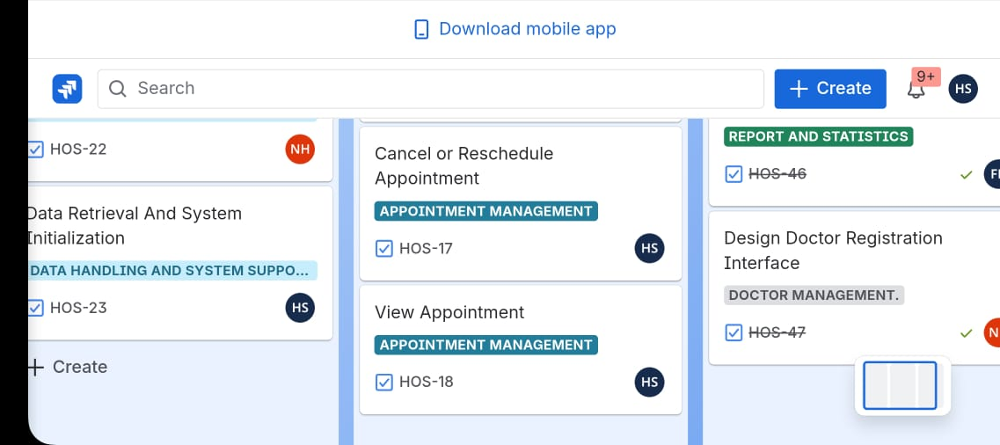 Download mobile app
Search
Create
9+
HS
HOS-22
NH
Data Retrieval And System
Initialization
DATA HANDLING AND SYSTEM SUPPO...
HOS-23
HS
Create
Cancel or Reschedule
Appointment
APPOINTMENT MANAGEMENT
HOS-17
HS
View Appointment
APPOINTMENT MANAGEMENT
HOS-18
HS
REPORT AND STATISTICS
HOS-46
Design Doctor Registration
Interface
DOCTOR MANAGEMENT.
HOS-47